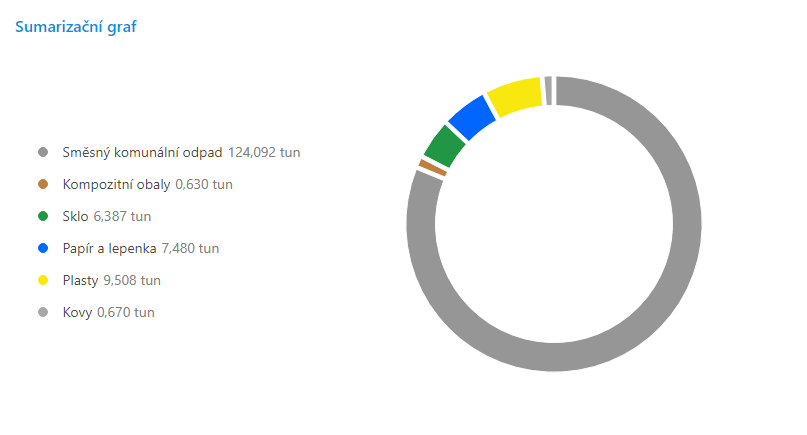 Sumarizační graf
Směsný komunální odpad 124,092 tun
Kompozitní obaly 0,630 tun
Sklo 6,387 tun
Papír a lepenka 7,480 tun
Plasty 9,508 tun
Kovy 0,670 tun